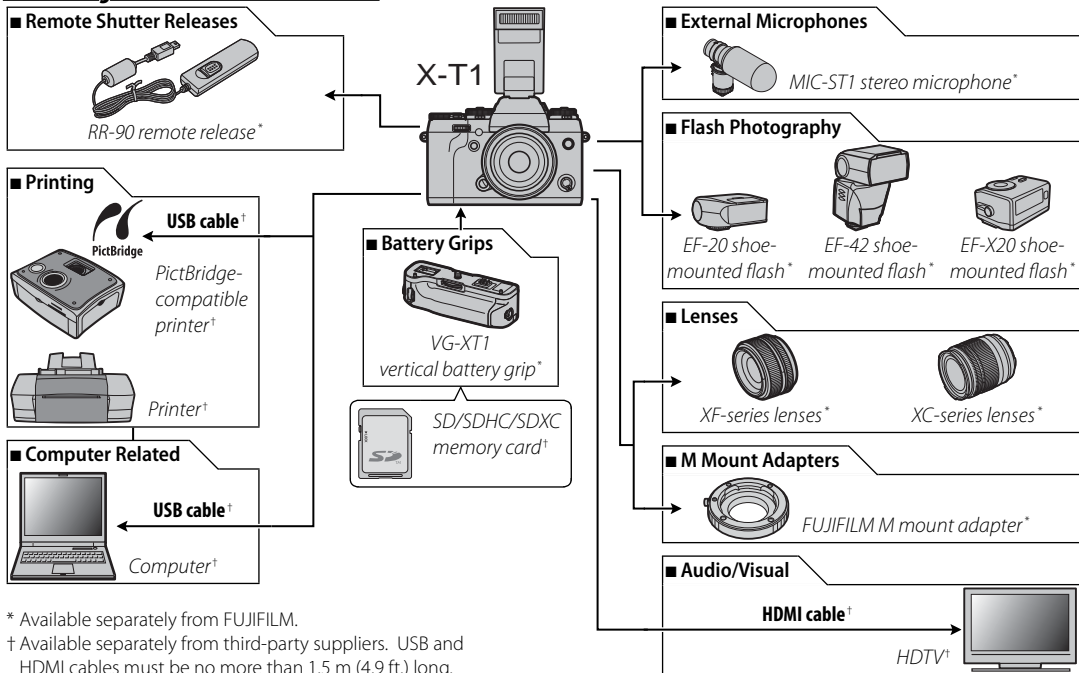 ■ Remote Shutter Releases
RR-90 remote release*
X-T1
■ External Microphones
MIC-ST1 stereo microphone*
■ Flash Photography
EF-20 shoe-
mounted flash*
EF-42 shoe-
mounted flash*
EF-X20 shoe-
mounted flash*
■ Printing
USB cable†
PictBridge
PictBridge-
compatible
printer†
Printer†
■ Battery Grips
VG-XT1
vertical battery grip*
SD/SDHC/SDXC
memory card†
■ Lenses
XF-series lenses*
XC-series lenses*
■ Computer Related
USB cable†
Computer†
■ M Mount Adapters
FUJIFILM M mount adapter*
■ Audio/Visual
HDMI cable†
HDTV†
* Available separately from FUJIFILM.
† Available separately from third-party suppliers. USB and
HDMI cables must be no more than 1.5 m (4.9 ft.) long.